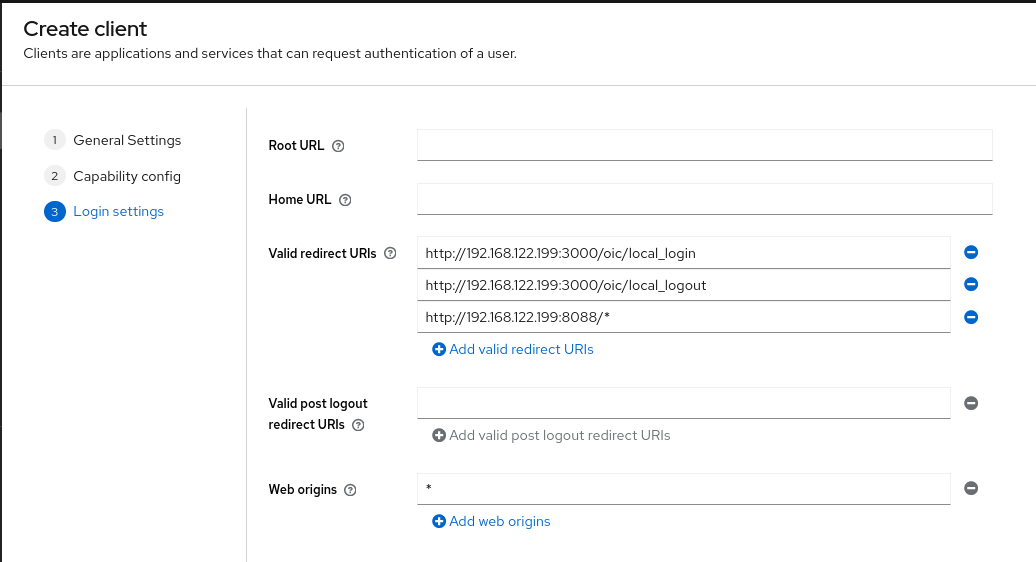 Create client
Clients are applications and services that can request authentication of a user.
1 General Settings
2 Capability config
3 Login settings
Root URL
Home URL
Valid redirect URIs
http://192.168.122.199:3000/oic/local_login
http://192.168.122.199:3000/oic/local_logout
http://192.168.122.199:8088/*
Add valid redirect URIs
Valid post logout
redirect URIs
Add valid post logout redirect URIs
Web origins
*
Add web origins